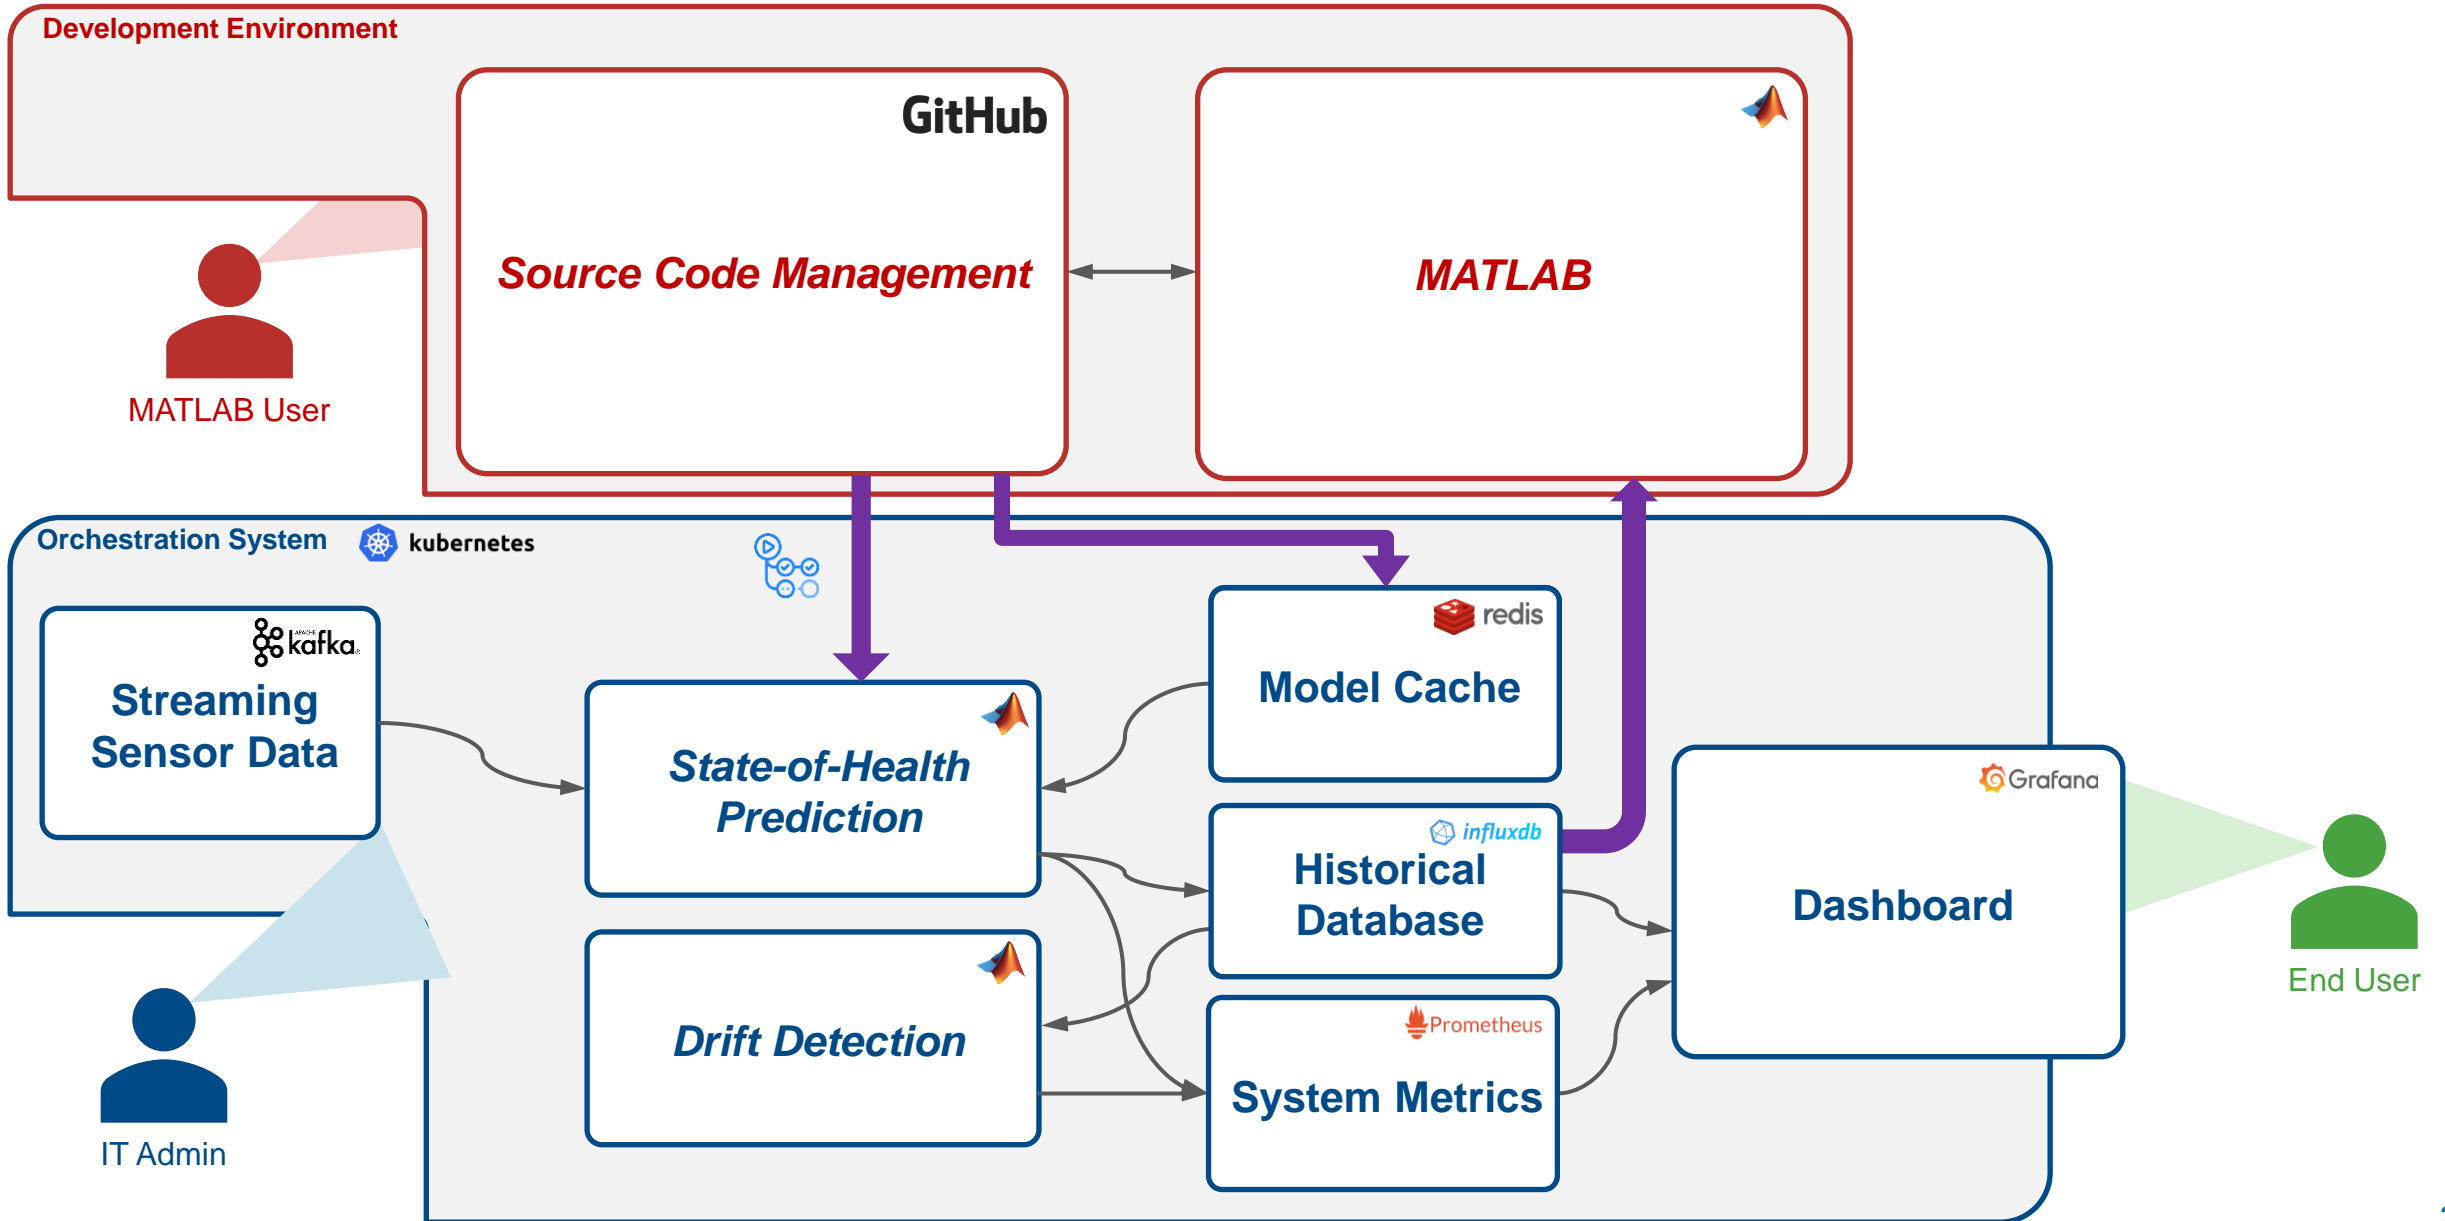 Development Environment
GitHub
Source Code Management
MATLAB
MATLAB User
Orchestration System
kubernetes
APACHE
kafka
Streaming
Sensor Data
redis
Model Cache
State-of-Health
Prediction
influxdb
Historical
Database
Grafana
Dashboard
End User
Drift Detection
Prometheus
System Metrics
IT Admin